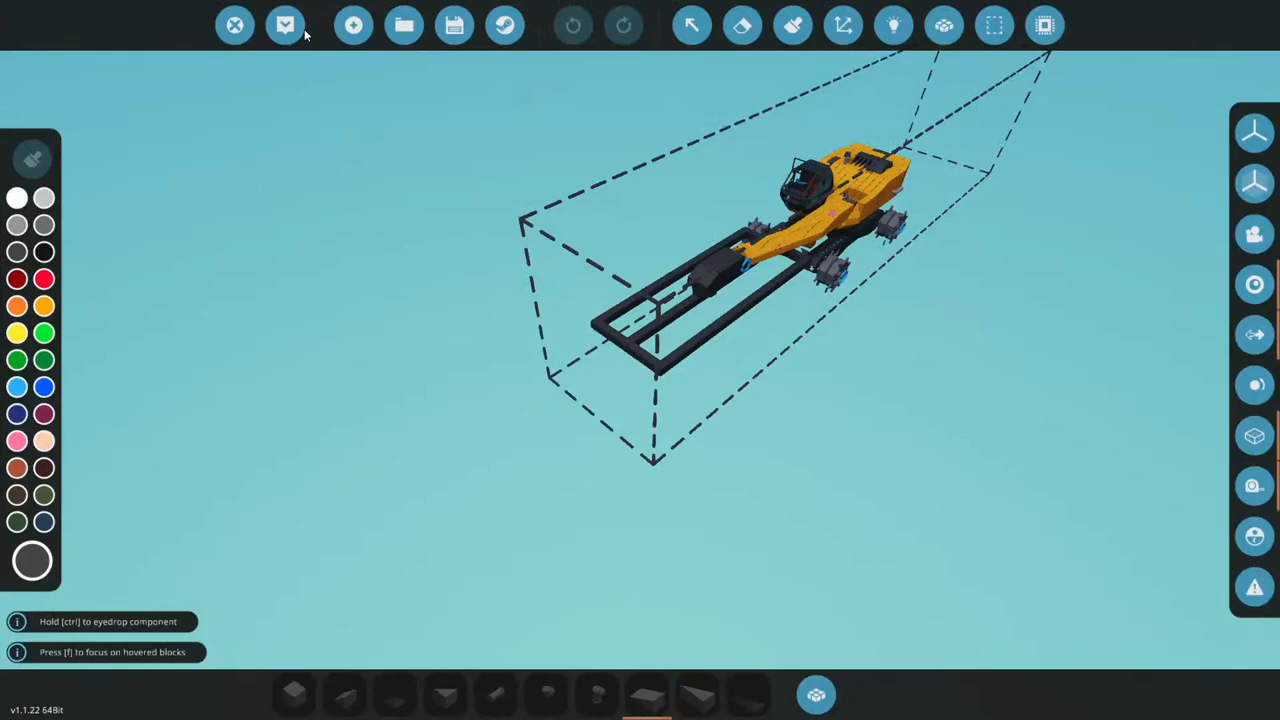 Hold [ctrl] to eyedrop component
Press [f] to focus on hovered blocks
v1.1.22 64Bit